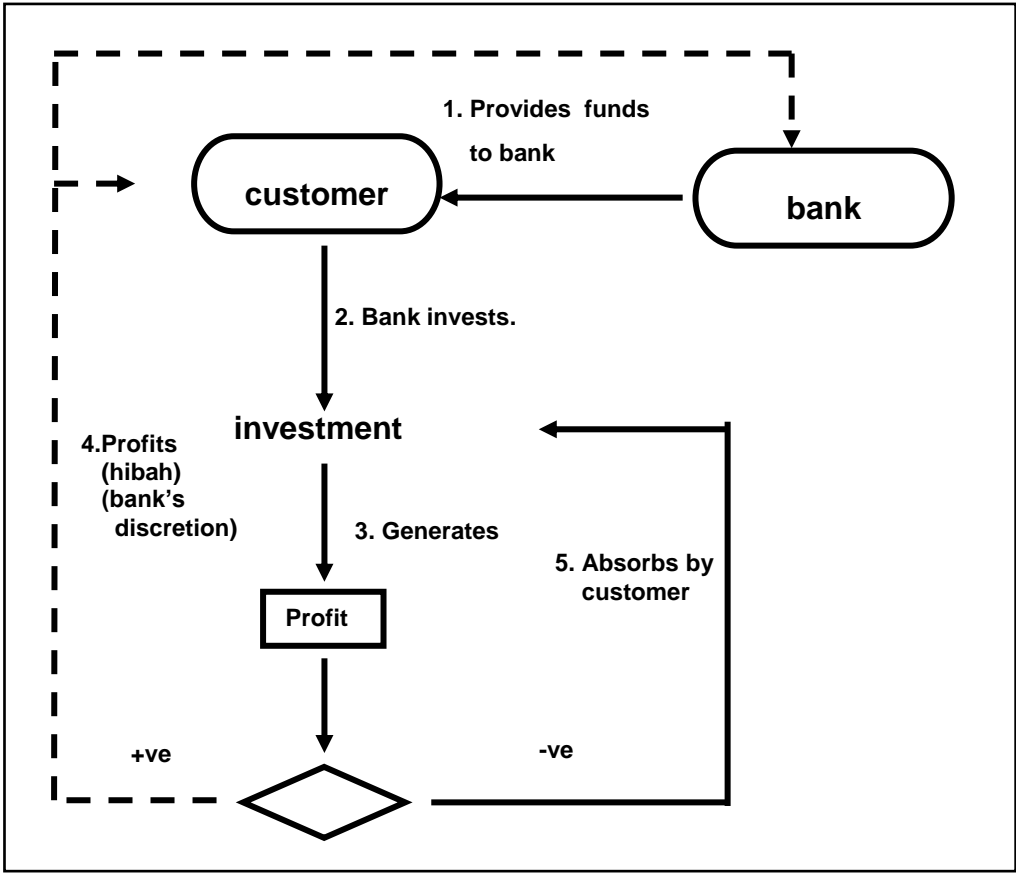 1. Provides funds
to bank
customer
bank
2. Bank invests.
investment
4.Profits
(hibah)
(bank's
discretion)
3. Generates
5. Absorbs by
customer
Profit
+ve
-ve